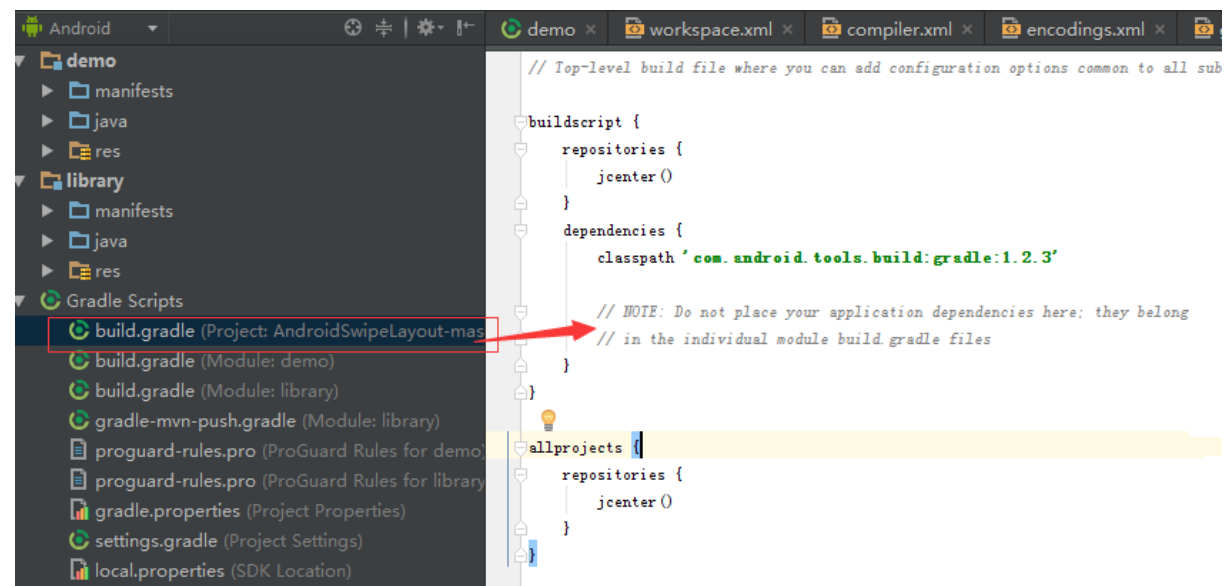 Android
demo
manifests
java
res
library
manifests
java
res
Gradle Scripts
build.gradle (Project: AndroidSwipeLayout-mas
build.gradle (Module: demo)
build.gradle (Module: library)
gradle-mvn-push.gradle (Module: library)
proguard-rules.pro (ProGuard Rules for demo)
proguard-rules.pro (ProGuard Rules for library
gradle.properties (Project Properties)
settings.gradle (Project Settings)
local.properties (SDK Location)
demo × workspace.xml × compiler.xml × encodings.xml ×
// Top-level build file where you can add configuration options common to all sub
buildscript {
repositories {
jcenter()
}
dependencies {
classpath 'com.android.tools.build:gradle:1.2.3'
// NOTE: Do not place your application dependencies here; they belong
// in the individual module build.gradle files
}
}
allprojects {
repositories {
jcenter()
}
}